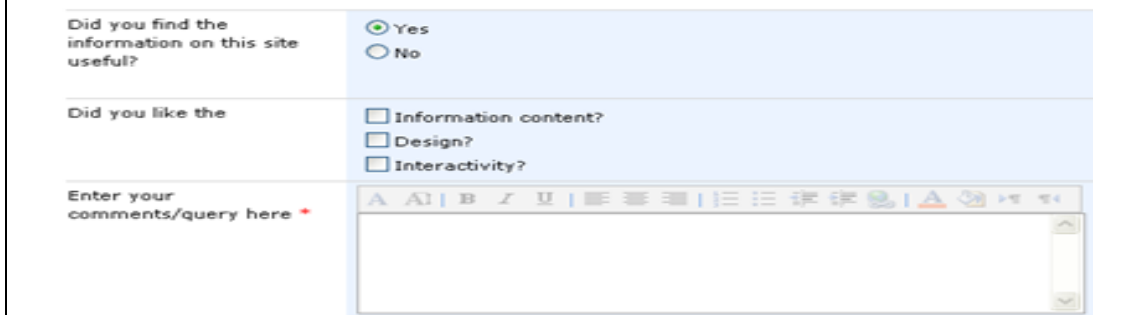 Did you find the
information on this site
useful?
Yes
No
Did you like the
Information content?
Design?
Interactivity?
Enter your
comments/query here *
A AI B I U A